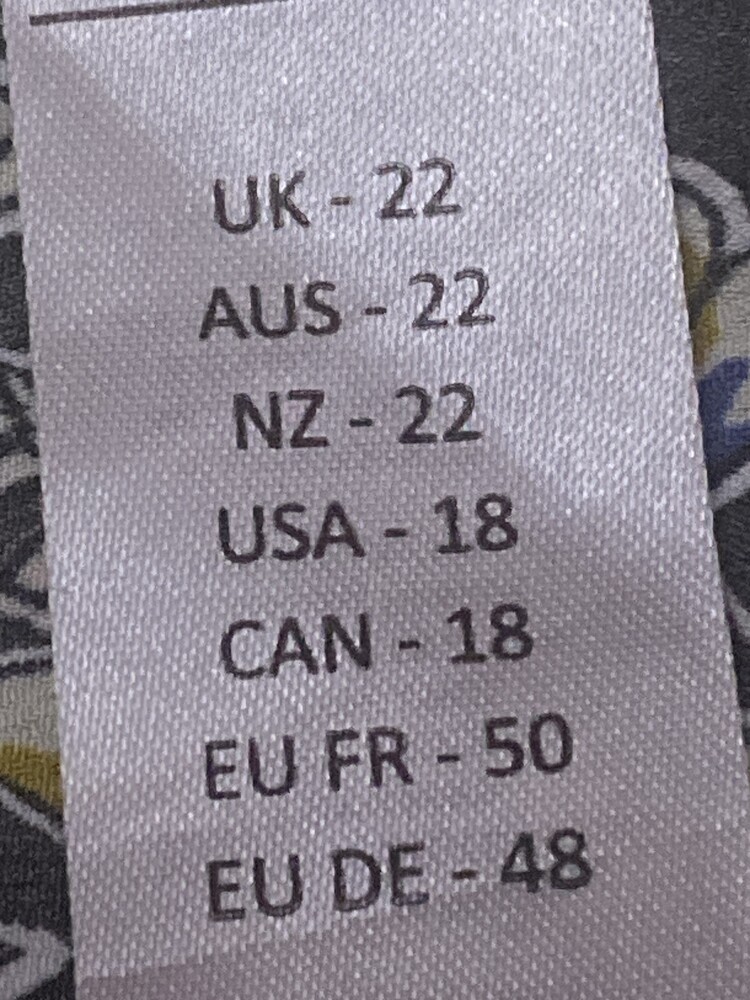 UK - 22
AUS - 22
NZ - 22
USA - 18
CAN - 18
EU FR - 50
EU DE - 48